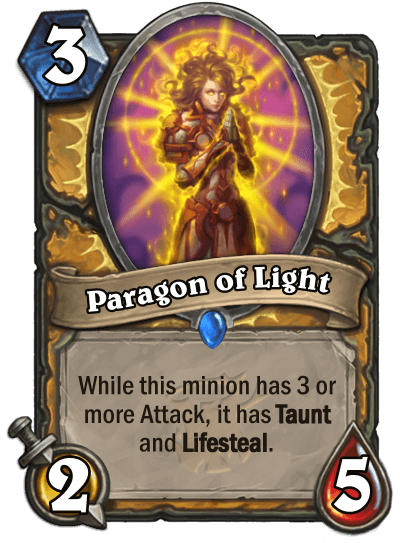 3
Paragon of Light
While this minion has 3 or
more Attack, it has Taunt
and Lifesteal.
2
5